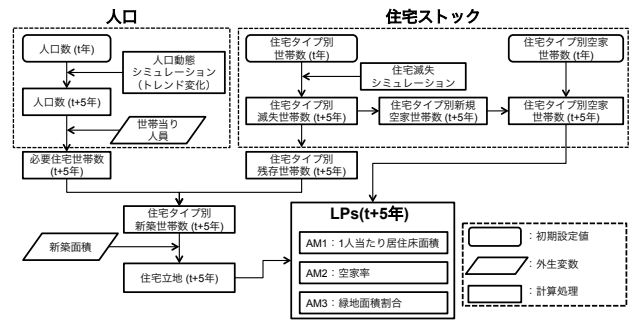 人口
住宅ストック
人口数 (t年)
人口動態
シミュレーション
(トレンド変化)
人口数 (t+5年)
世帯当り
人員
必要住宅世帯数
(t+5年)
住宅タイプ別
世帯数 (t年)
住宅滅失
シミュレーション
住宅タイプ別
滅失世帯数 (t+5年)
住宅タイプ別新規
空家世帯数 (t+5年)
住宅タイプ別空家
世帯数 (t年)
住宅タイプ別空家
世帯数 (t+5年)
住宅タイプ別
残存世帯数 (t+5年)
住宅タイプ別
新築世帯数 (t+5年)
新築面積
住宅立地 (t+5年)
LPs(t+5年)
AM1：1人当たり居住床面積
AM2：空家率
AM3：緑地面積割合
：初期設定値
：外生変数
：計算処理